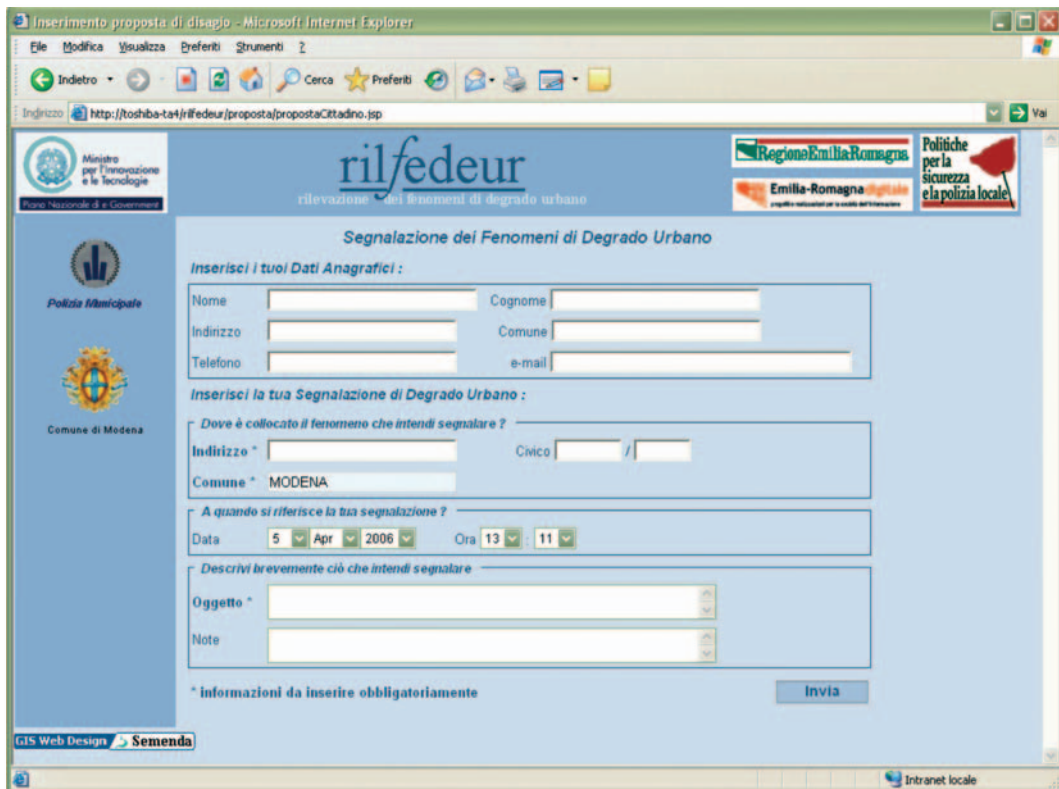 Inserimento proposta di disagio - Microsoft Internet Explorer
File Modifica Visualizza Preferiti Strumenti ?
Indietro Cerca Preferiti
Indirizzo http://toshiba-ta4/rilfedeur/proposta/propostaCittadino.jsp Vai
Ministro
per l'Innovazione
e le Tecnologie
Piano Nazionale di e Government
rilfedeur
rilevazione dei fenomeni di degrado urbano
RegioneEmiliaRomagna
Emilia-Romagna digitale
Politiche
per la
sicurezza
e la polizia locale
Polizia Municipale
Comune di Modena
Segnalazione dei Fenomeni di Degrado Urbano
Inserisci i tuoi Dati Anagrafici :
Nome Cognome
Indirizzo Comune
Telefono e-mail
Inserisci la tua Segnalazione di Degrado Urbano :
Dove è collocato il fenomeno che intendi segnalare ?
Indirizzo * Civico /
Comune * MODENA
A quando si riferisce la tua segnalazione ?
Data 5 Apr 2006 Ora 13 : 11
Descrivi brevemente ciò che intendi segnalare
Oggetto *
Note
* informazioni da inserire obbligatoriamente Invia
GIS Web Design Semenda
Intranet locale